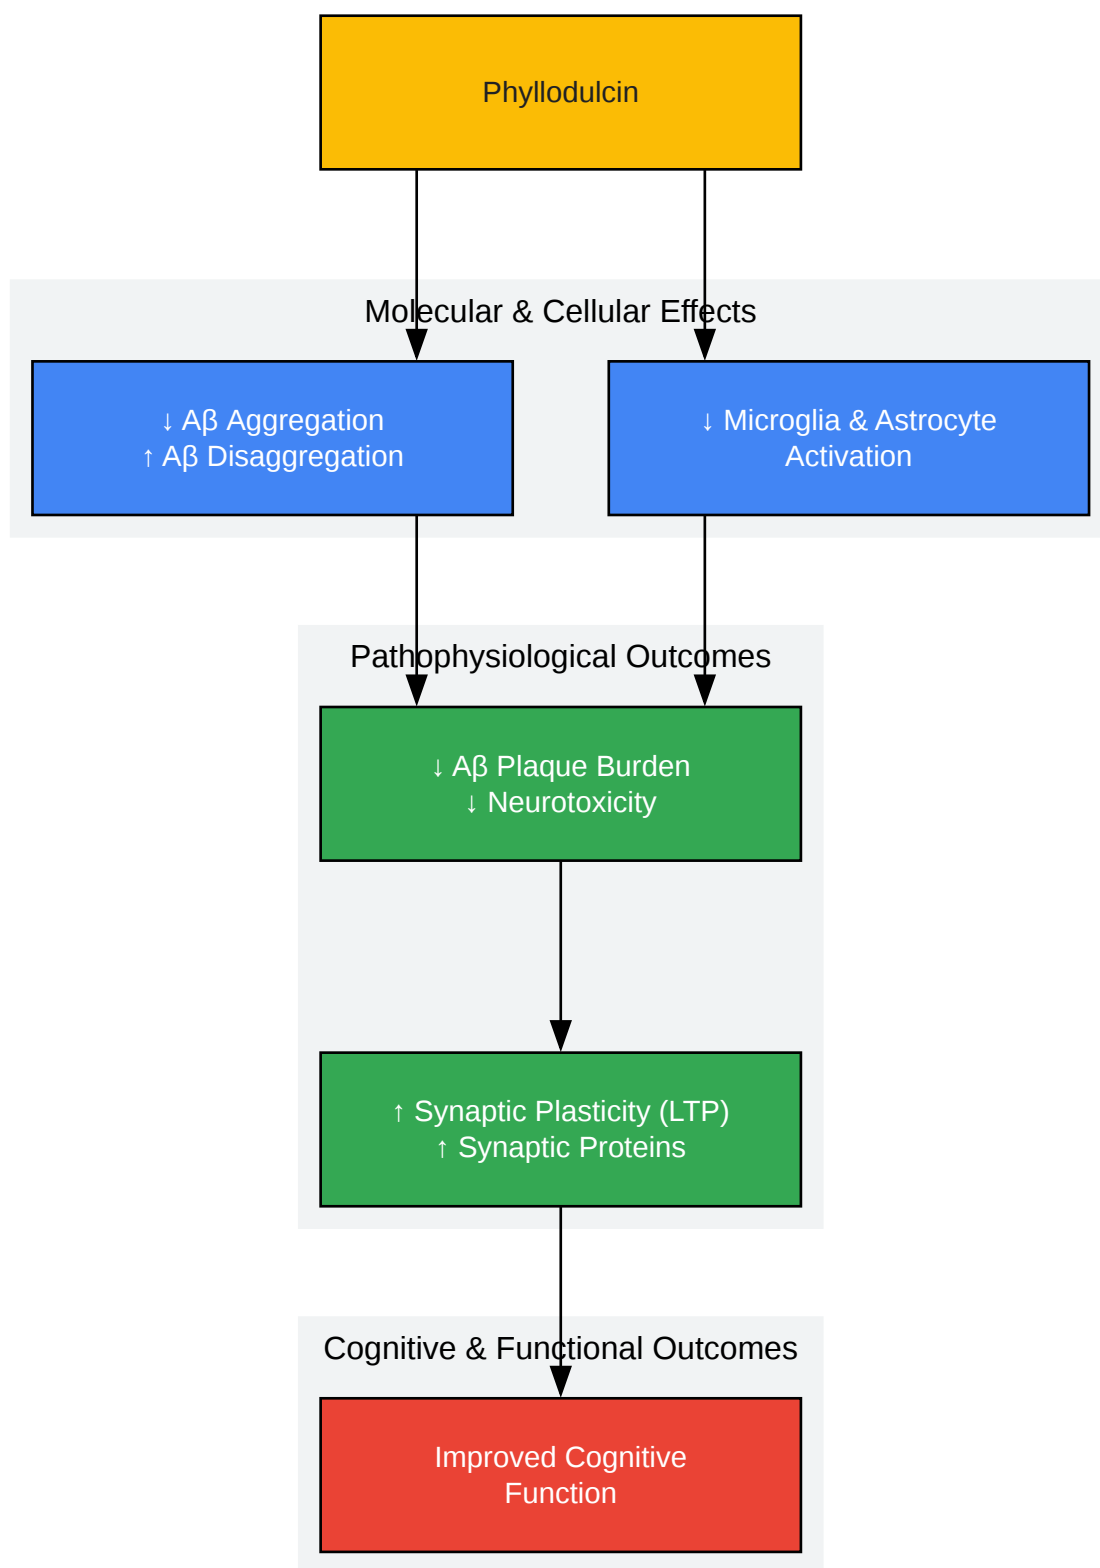 Phyllodulcin
Molecular & Cellular Effects
↓ Aβ Aggregation
↑ Aβ Disaggregation
↓ Microglia & Astrocyte
Activation
Pathophysiological Outcomes
↓ Aβ Plaque Burden
↓ Neurotoxicity
↑ Synaptic Plasticity (LTP)
↑ Synaptic Proteins
Cognitive & Functional Outcomes
Improved Cognitive
Function